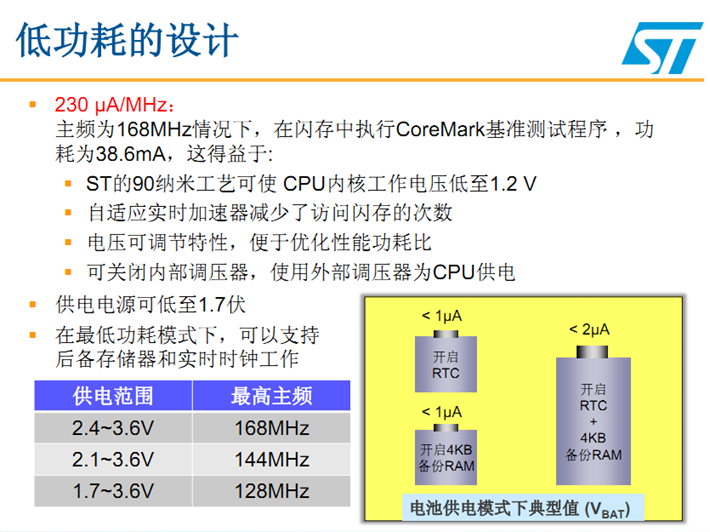 低功耗的设计
ST
230 μA/MHz：
主频为168MHz情况下，在闪存中执行CoreMark基准测试程序 ，功
耗为38.6mA，这得益于:
ST的90纳米工艺可使 CPU内核工作电压低至1.2 V
自适应实时加速器减少了访问闪存的次数
电压可调节特性，便于优化性能功耗比
可关闭内部调压器，使用外部调压器为CPU供电
供电电源可低至1.7伏
在最低功耗模式下，可以支持
后备存储器和实时时钟工作
供电范围 最高主频
2.4~3.6V 168MHz
2.1~3.6V 144MHz
1.7~3.6V 128MHz
< 1μA
开启
RTC
< 1μA
开启4KB
备份RAM
< 2μA
开启
RTC
+
4KB
备份RAM
电池供电模式下典型值 (VBAT)